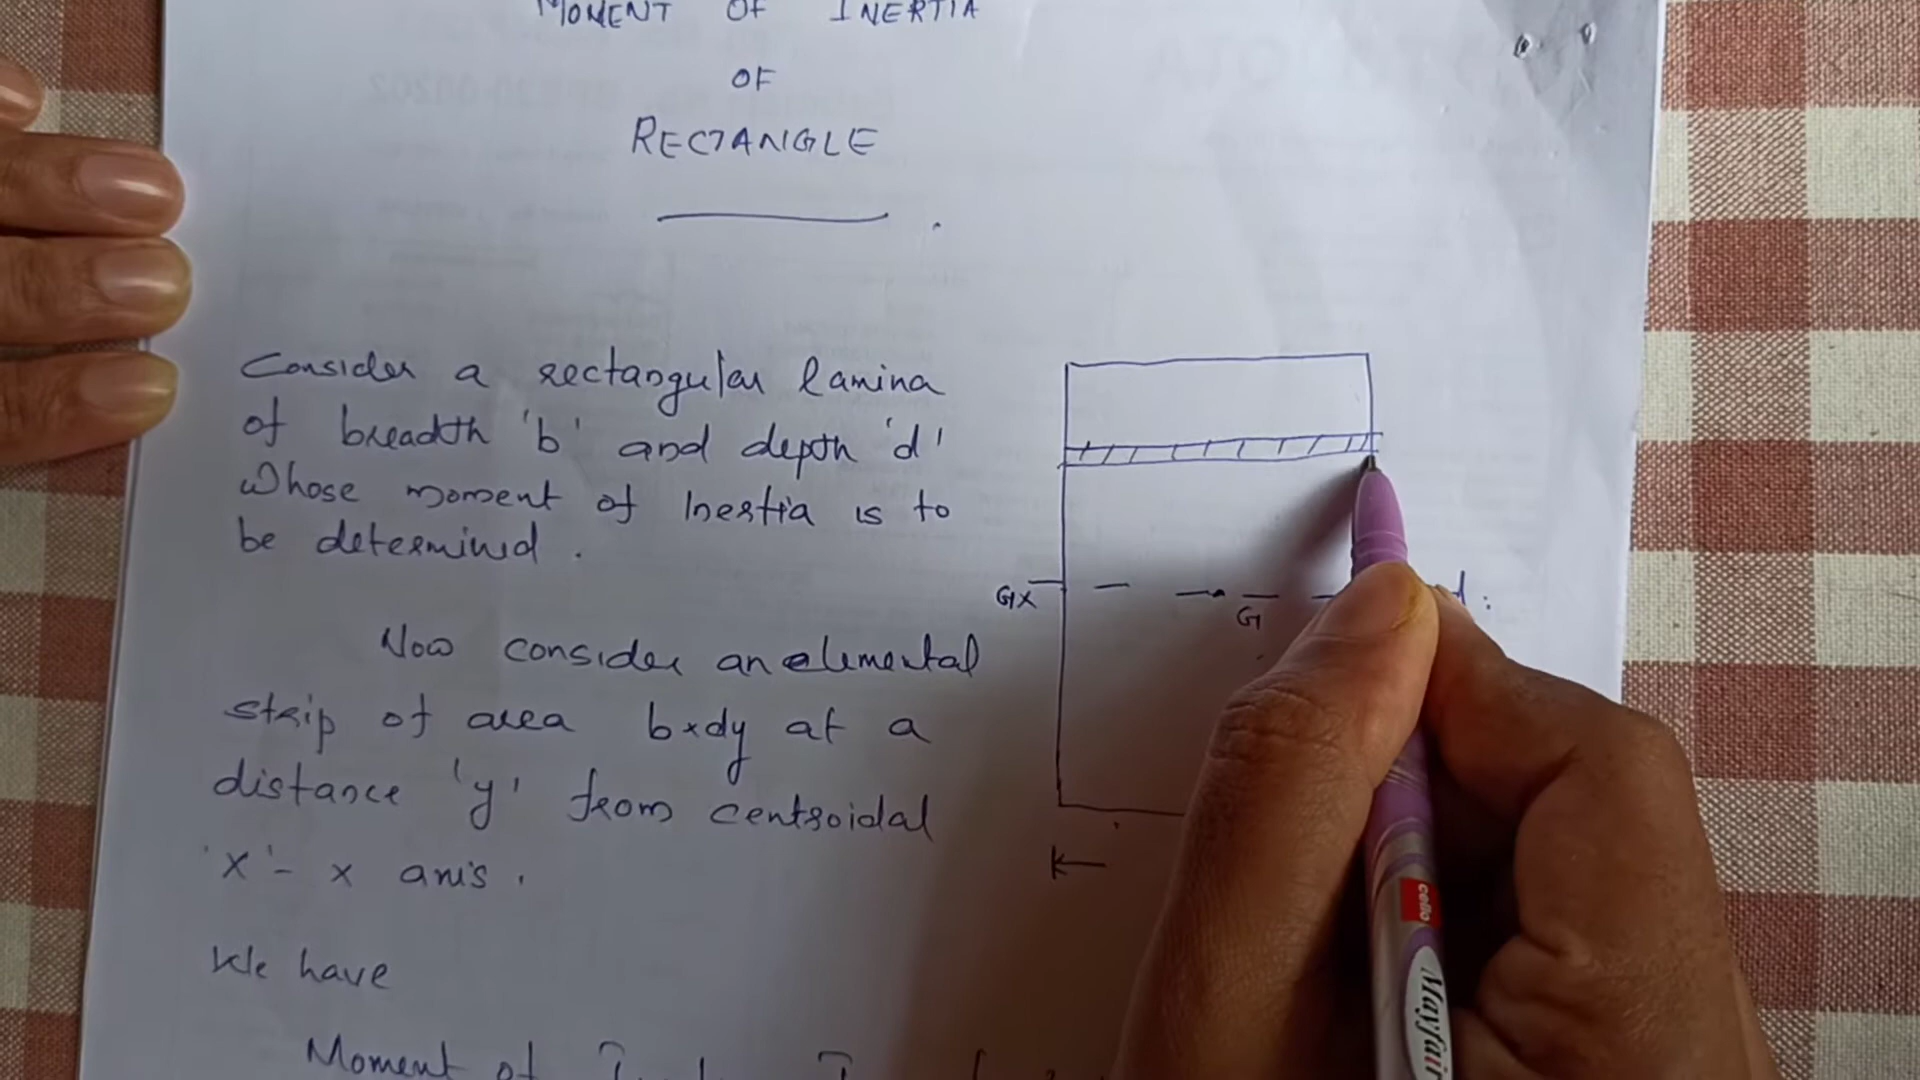 MOMENT OF INERTIA
OF
RECTANGLE
Consider a rectangular lamina
of breadth 'b' and depth 'd'
whose moment of Inertia is to
be determined.
Now consider an elemental
strip of area bxdy at a
distance 'y' from centroidal
'x'- x axis.
We have
Moment of
GX
G
d
cello
Mayfair